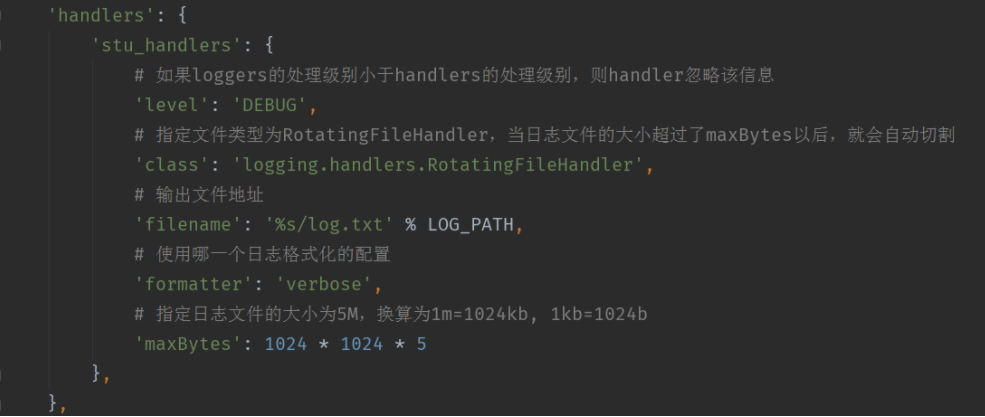 'handlers': {
'stu_handlers': {
# 如果loggers的处理级别小于handlers的处理级别，则handler忽略该信息
'level': 'DEBUG',
# 指定文件类型为RotatingFileHandler，当日志文件的大小超过了maxBytes以后，就会自动切割
'class': 'logging.handlers.RotatingFileHandler',
# 输出文件地址
'filename': '%s/log.txt' % LOG_PATH,
# 使用哪一个日志格式化的配置
'formatter': 'verbose',
# 指定日志文件的大小为5M，换算为1m=1024kb, 1kb=1024b
'maxBytes': 1024 * 1024 * 5
},
},